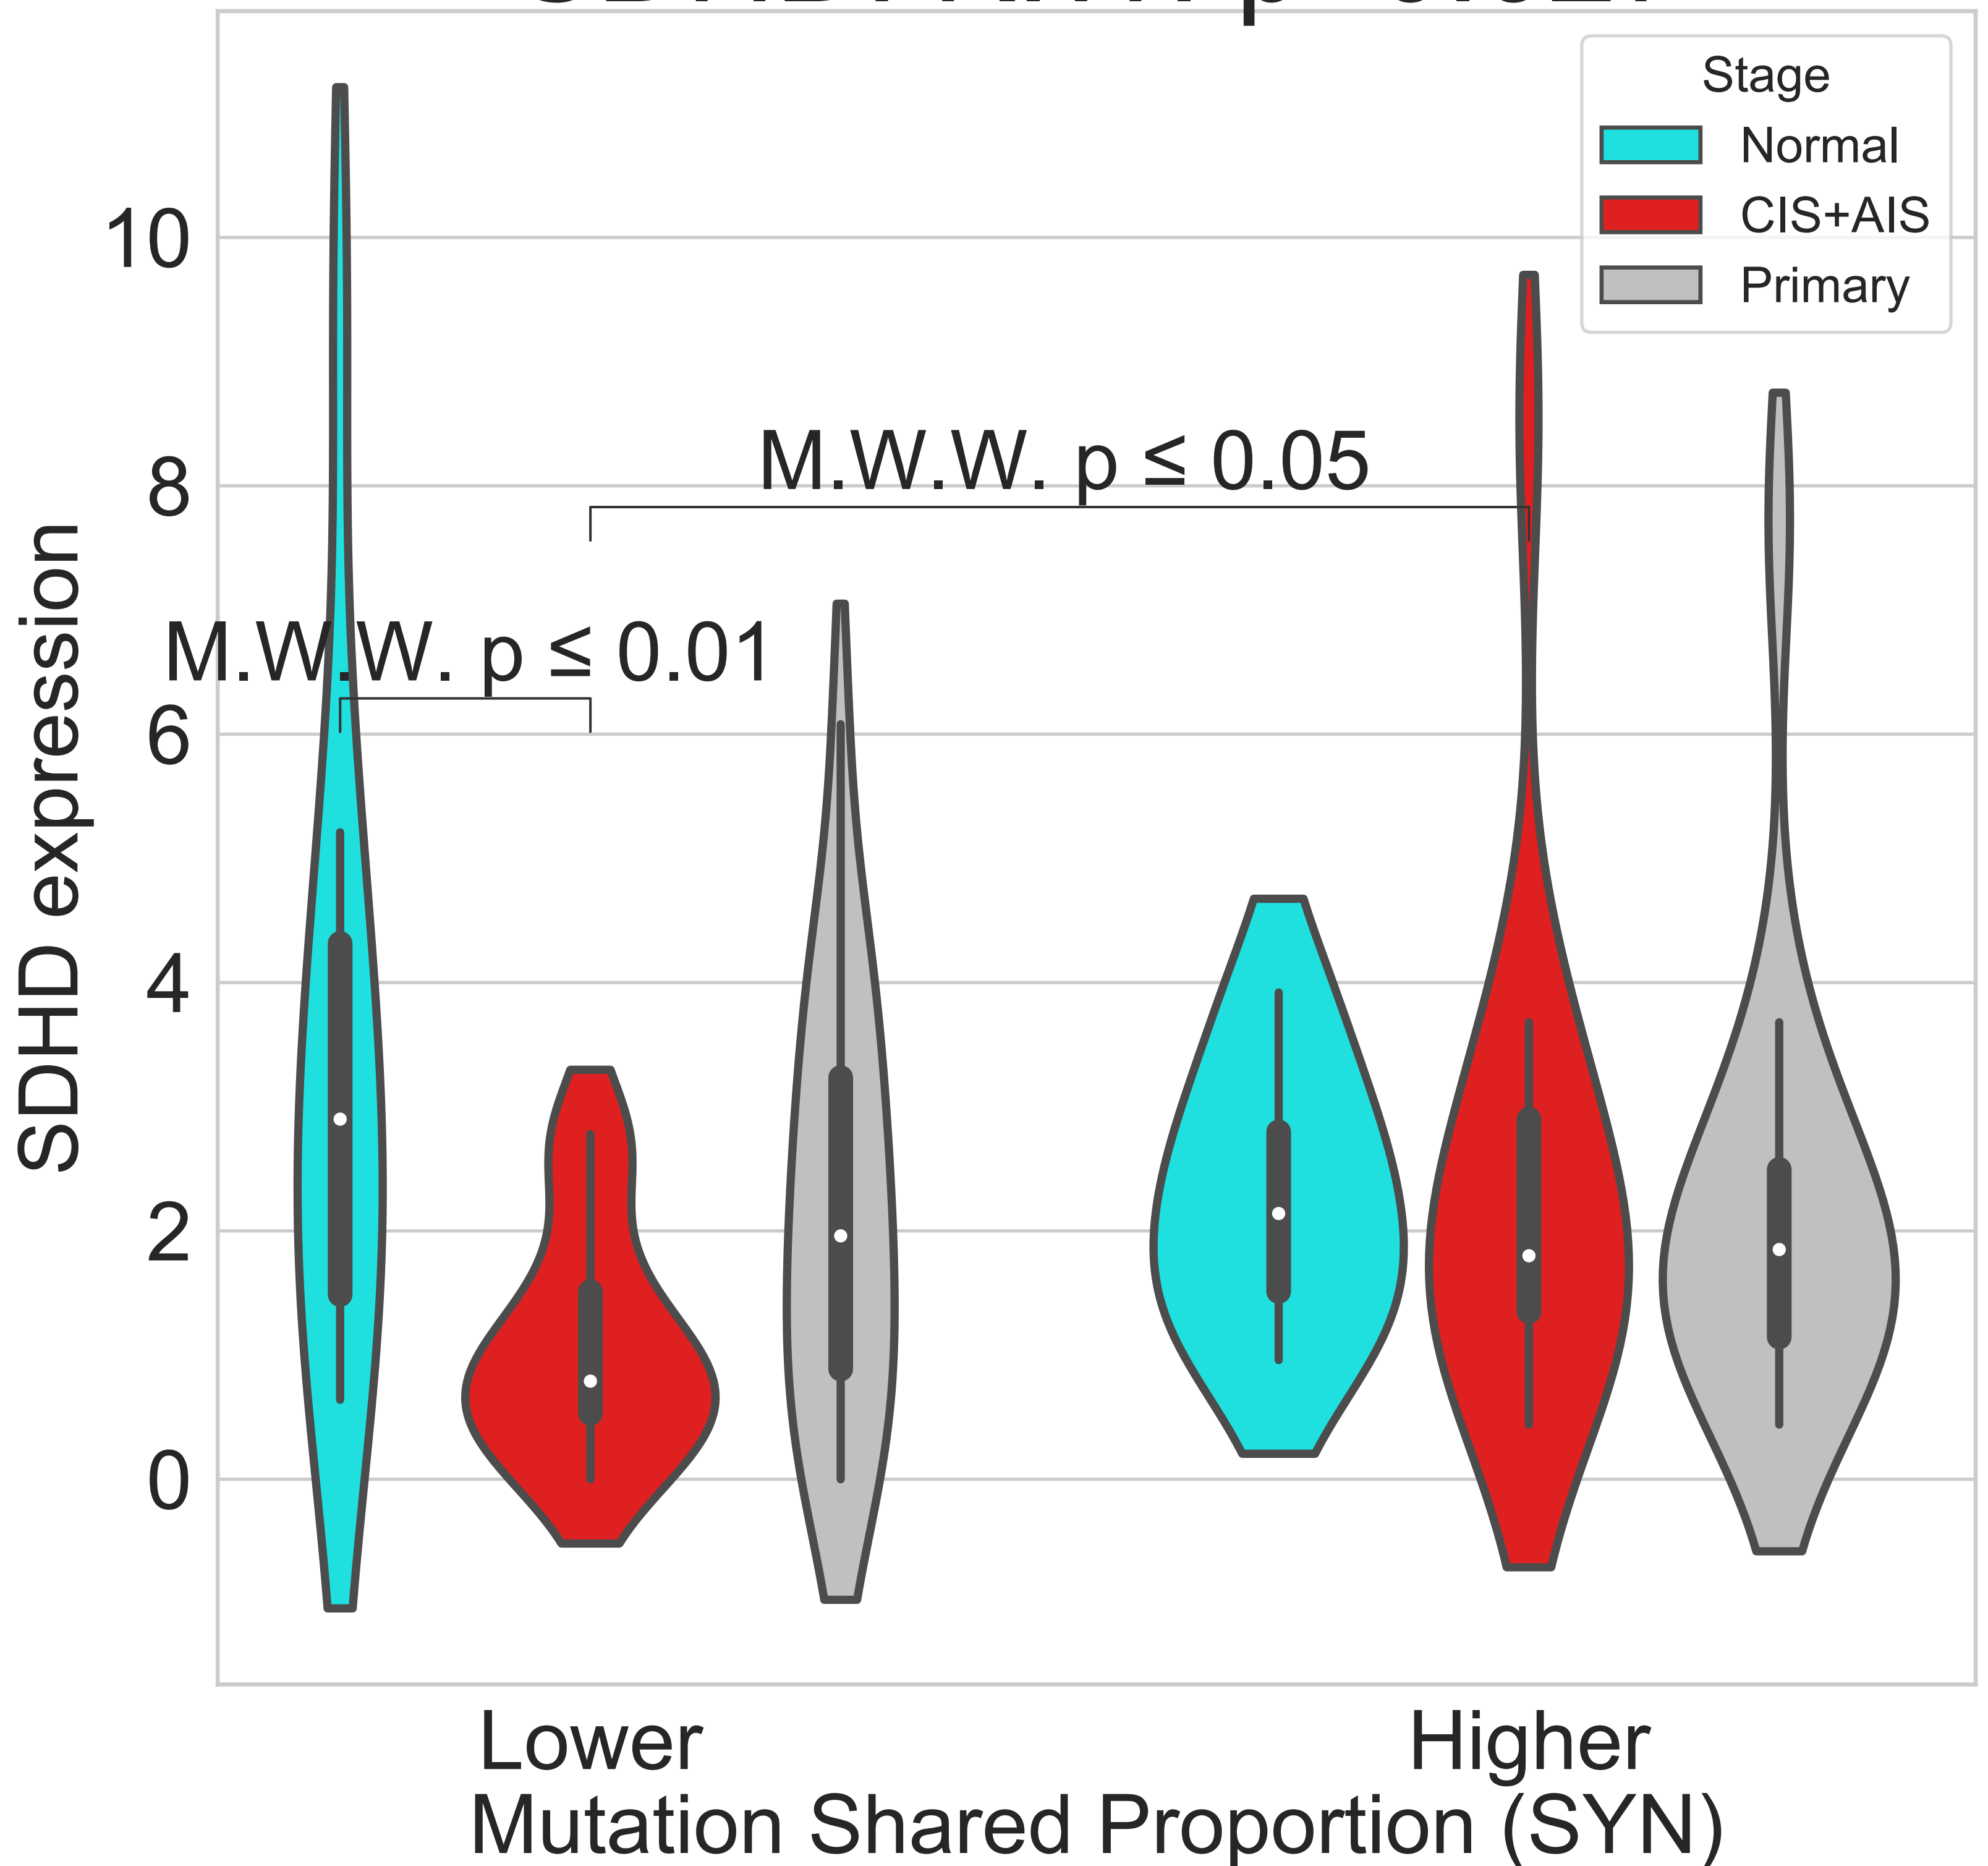 Stage
Normal
CIS+AIS
Primary
10
8
6
4
2
0
SDHD expression
M.W.W. p ≤ 0.05
M.W.W. p ≤ 0.01
Lower
Higher
Mutation Shared Proportion (SYN)